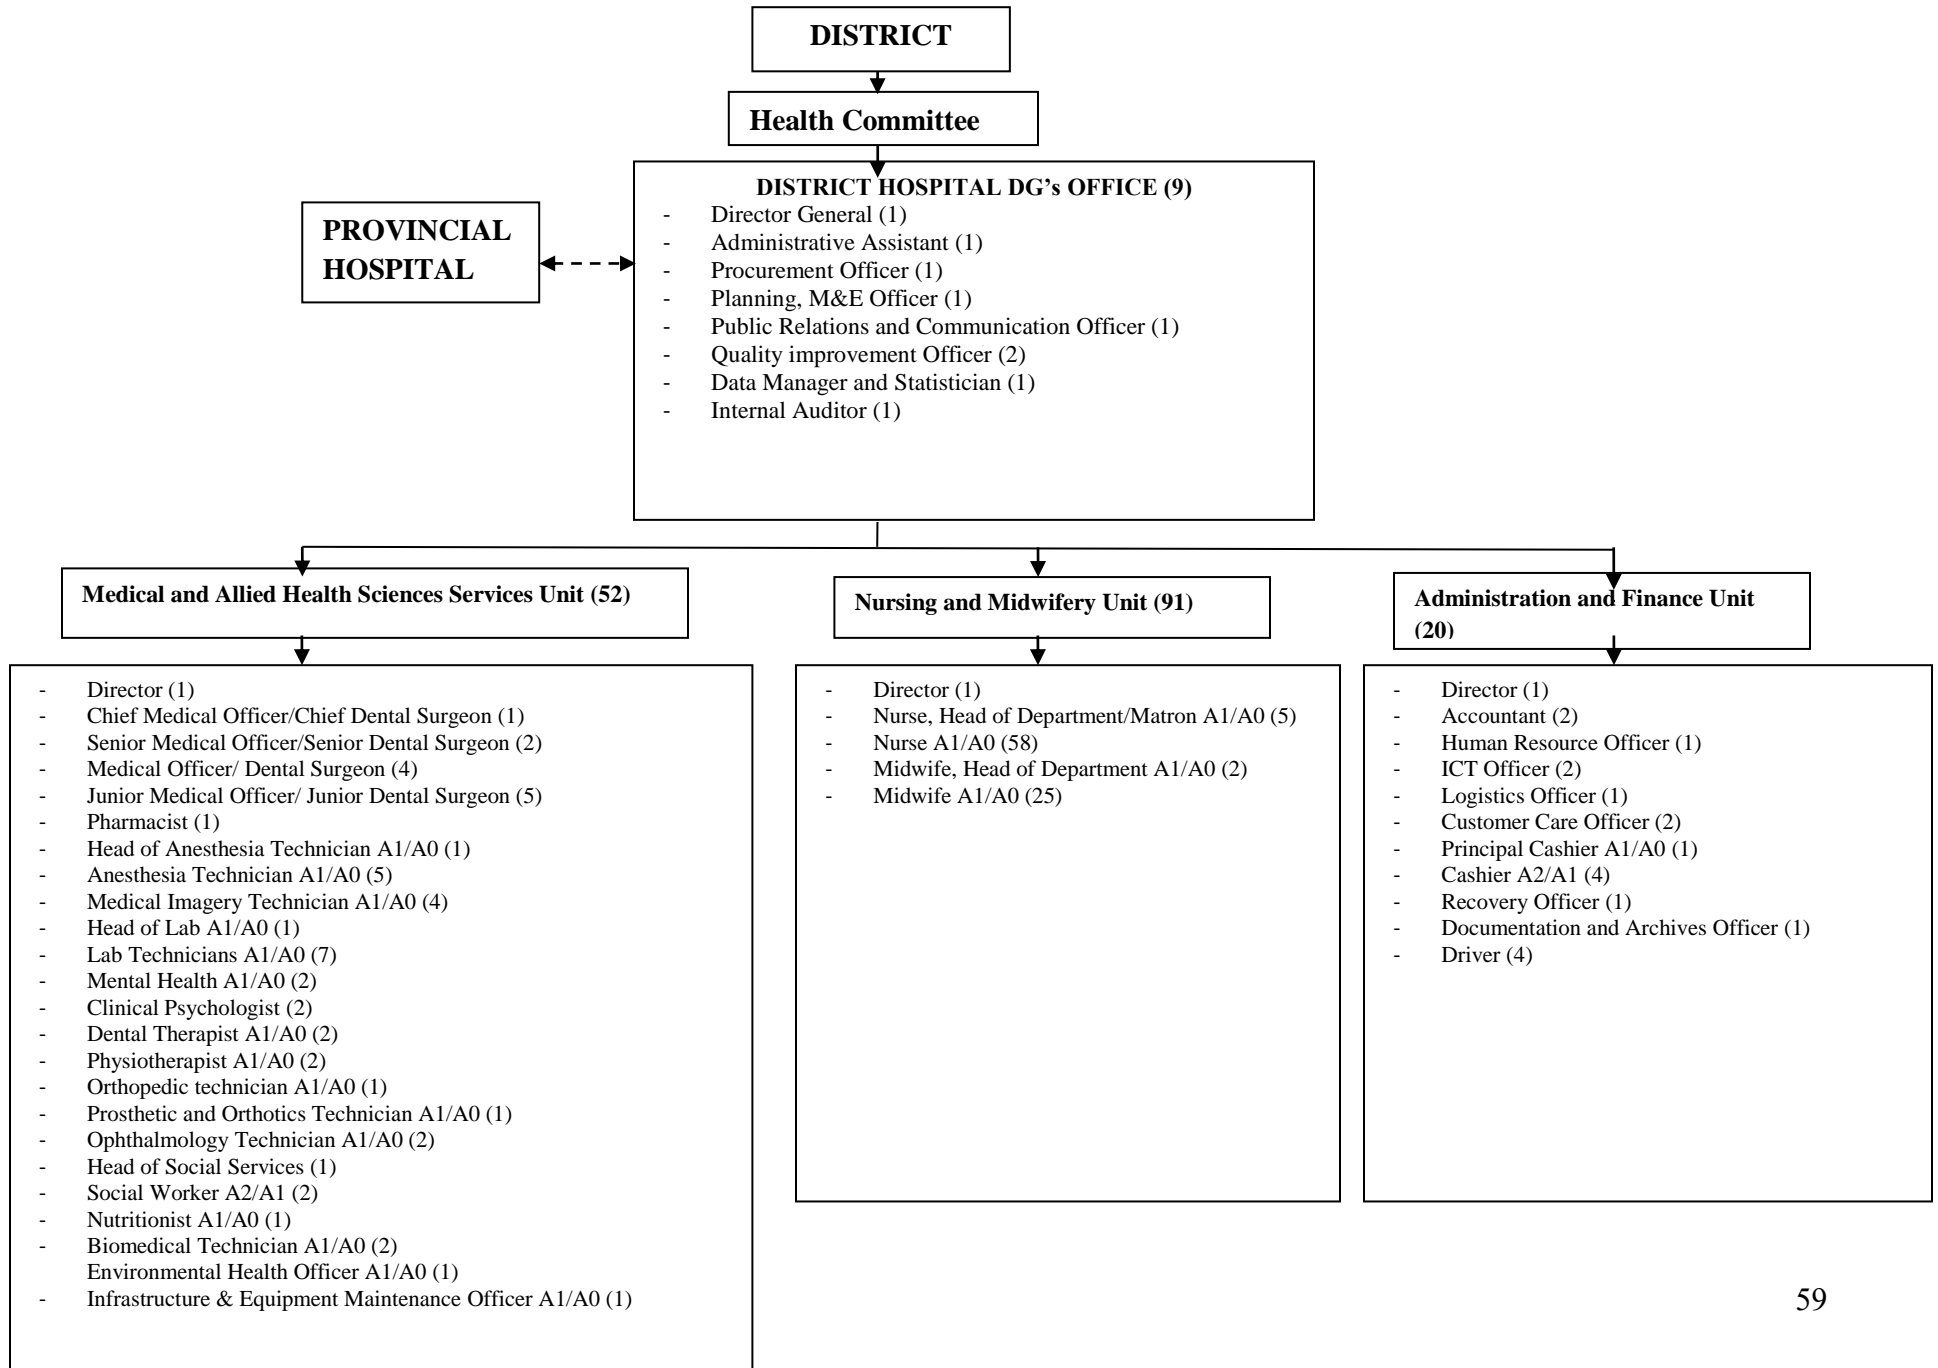 DISTRICT
Health Committee
DISTRICT HOSPITAL DG's OFFICE (9)
- Director General (1)
- Administrative Assistant (1)
- Procurement Officer (1)
- Planning, M&E Officer (1)
- Public Relations and Communication Officer (1)
- Quality improvement Officer (2)
- Data Manager and Statistician (1)
- Internal Auditor (1)
PROVINCIAL
HOSPITAL
Medical and Allied Health Sciences Services Unit (52)
- Director (1)
- Chief Medical Officer/Chief Dental Surgeon (1)
- Senior Medical Officer/Senior Dental Surgeon (2)
- Medical Officer/ Dental Surgeon (4)
- Junior Medical Officer/ Junior Dental Surgeon (5)
- Pharmacist (1)
- Head of Anesthesia Technician A1/A0 (1)
- Anesthesia Technician A1/A0 (5)
- Medical Imagery Technician A1/A0 (4)
- Head of Lab A1/A0 (1)
- Lab Technicians A1/A0 (7)
- Mental Health A1/A0 (2)
- Clinical Psychologist (2)
- Dental Therapist A1/A0 (2)
- Physiotherapist A1/A0 (2)
- Orthopedic technician A1/A0 (1)
- Prosthetic and Orthotics Technician A1/A0 (1)
- Ophthalmology Technician A1/A0 (2)
- Head of Social Services (1)
- Social Worker A2/A1 (2)
- Nutritionist A1/A0 (1)
- Biomedical Technician A1/A0 (2)
Environmental Health Officer A1/A0 (1)
- Infrastructure & Equipment Maintenance Officer A1/A0 (1)
Nursing and Midwifery Unit (91)
- Director (1)
- Nurse, Head of Department/Matron A1/A0 (5)
- Nurse A1/A0 (58)
- Midwife, Head of Department A1/A0 (2)
- Midwife A1/A0 (25)
Administration and Finance Unit
(20)
- Director (1)
- Accountant (2)
- Human Resource Officer (1)
- ICT Officer (2)
- Logistics Officer (1)
- Customer Care Officer (2)
- Principal Cashier A1/A0 (1)
- Cashier A2/A1 (4)
- Recovery Officer (1)
- Documentation and Archives Officer (1)
- Driver (4)
59